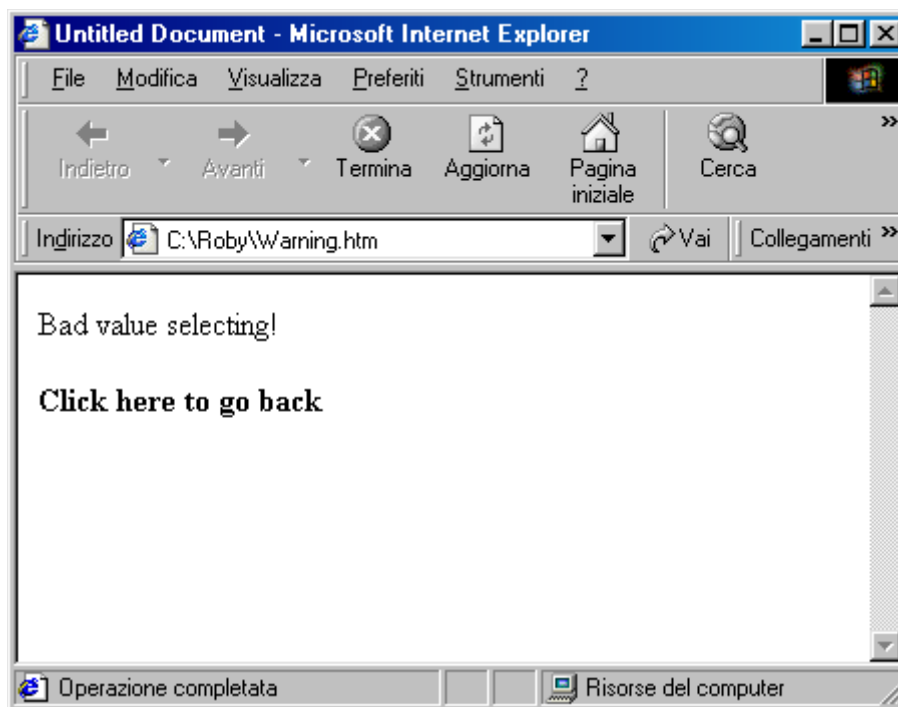 Untitled Document - Microsoft Internet Explorer
File Modifica Visualizza Preferiti Strumenti ?
Indietro Avanti Termina Aggiorna Pagina iniziale Cerca »
Indirizzo C:\Roby\Warning.htm Vai Collegamenti »
Bad value selecting!
Click here to go back
Operazione completata Risorse del computer